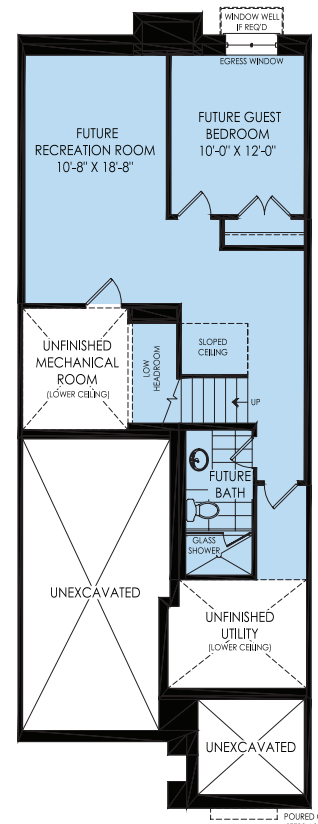 WINDOW WELL
IF REQ'D
EGRESS WINDOW
FUTURE
RECREATION ROOM
10'-8" X 18'-8"
FUTURE GUEST
BEDROOM
10'-0" X 12'-0"
SLOPED
CEILING
UNFINISHED
MECHANICAL
ROOM
(LOWER CEILING)
LOW
HEADROOM
UP
FUTURE
BATH
GLASS
SHOWER
UNEXCAVATED
UNFINISHED
UTILITY
(LOWER CEILING)
UNEXCAVATED
POURED